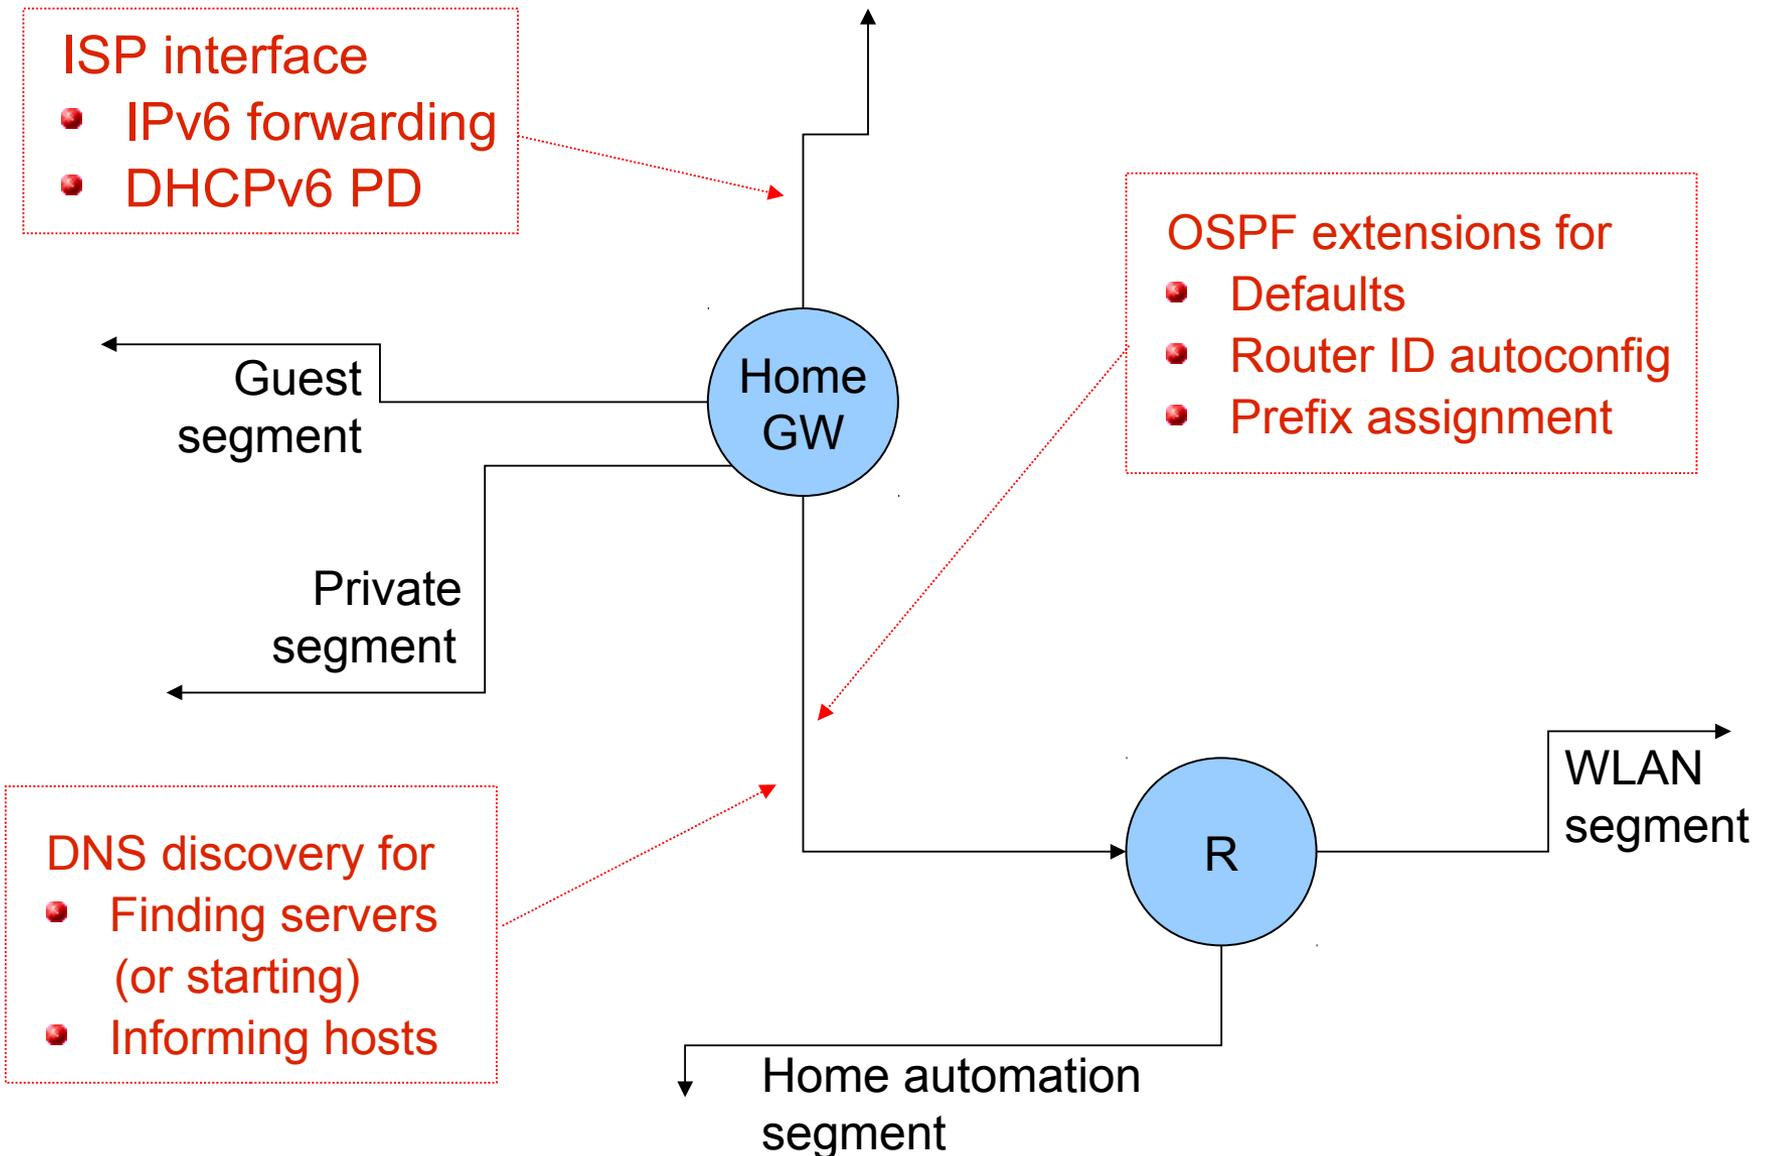 ISP interface
IPv6 forwarding
DHCPv6 PD
OSPF extensions for
Defaults
Router ID autoconfig
Prefix assignment
Guest
segment
Home
GW
Private
segment
WLAN
segment
DNS discovery for
Finding servers
(or starting)
Informing hosts
R
Home automation
segment